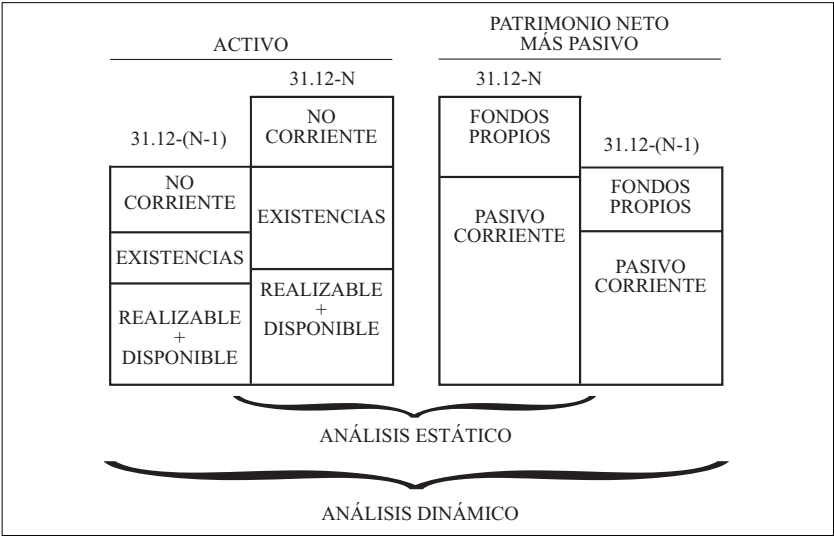 ACTIVO
PATRIMONIO NETO
MÁS PASIVO
31.12-(N-1)
NO
CORRIENTE
EXISTENCIAS
REALIZABLE
+
DISPONIBLE
31.12-N
NO
CORRIENTE
EXISTENCIAS
REALIZABLE
+
DISPONIBLE
31.12-N
FONDOS
PROPIOS
PASIVO
CORRIENTE
31.12-(N-1)
FONDOS
PROPIOS
PASIVO
CORRIENTE
ANÁLISIS ESTÁTICO
ANÁLISIS DINÁMICO